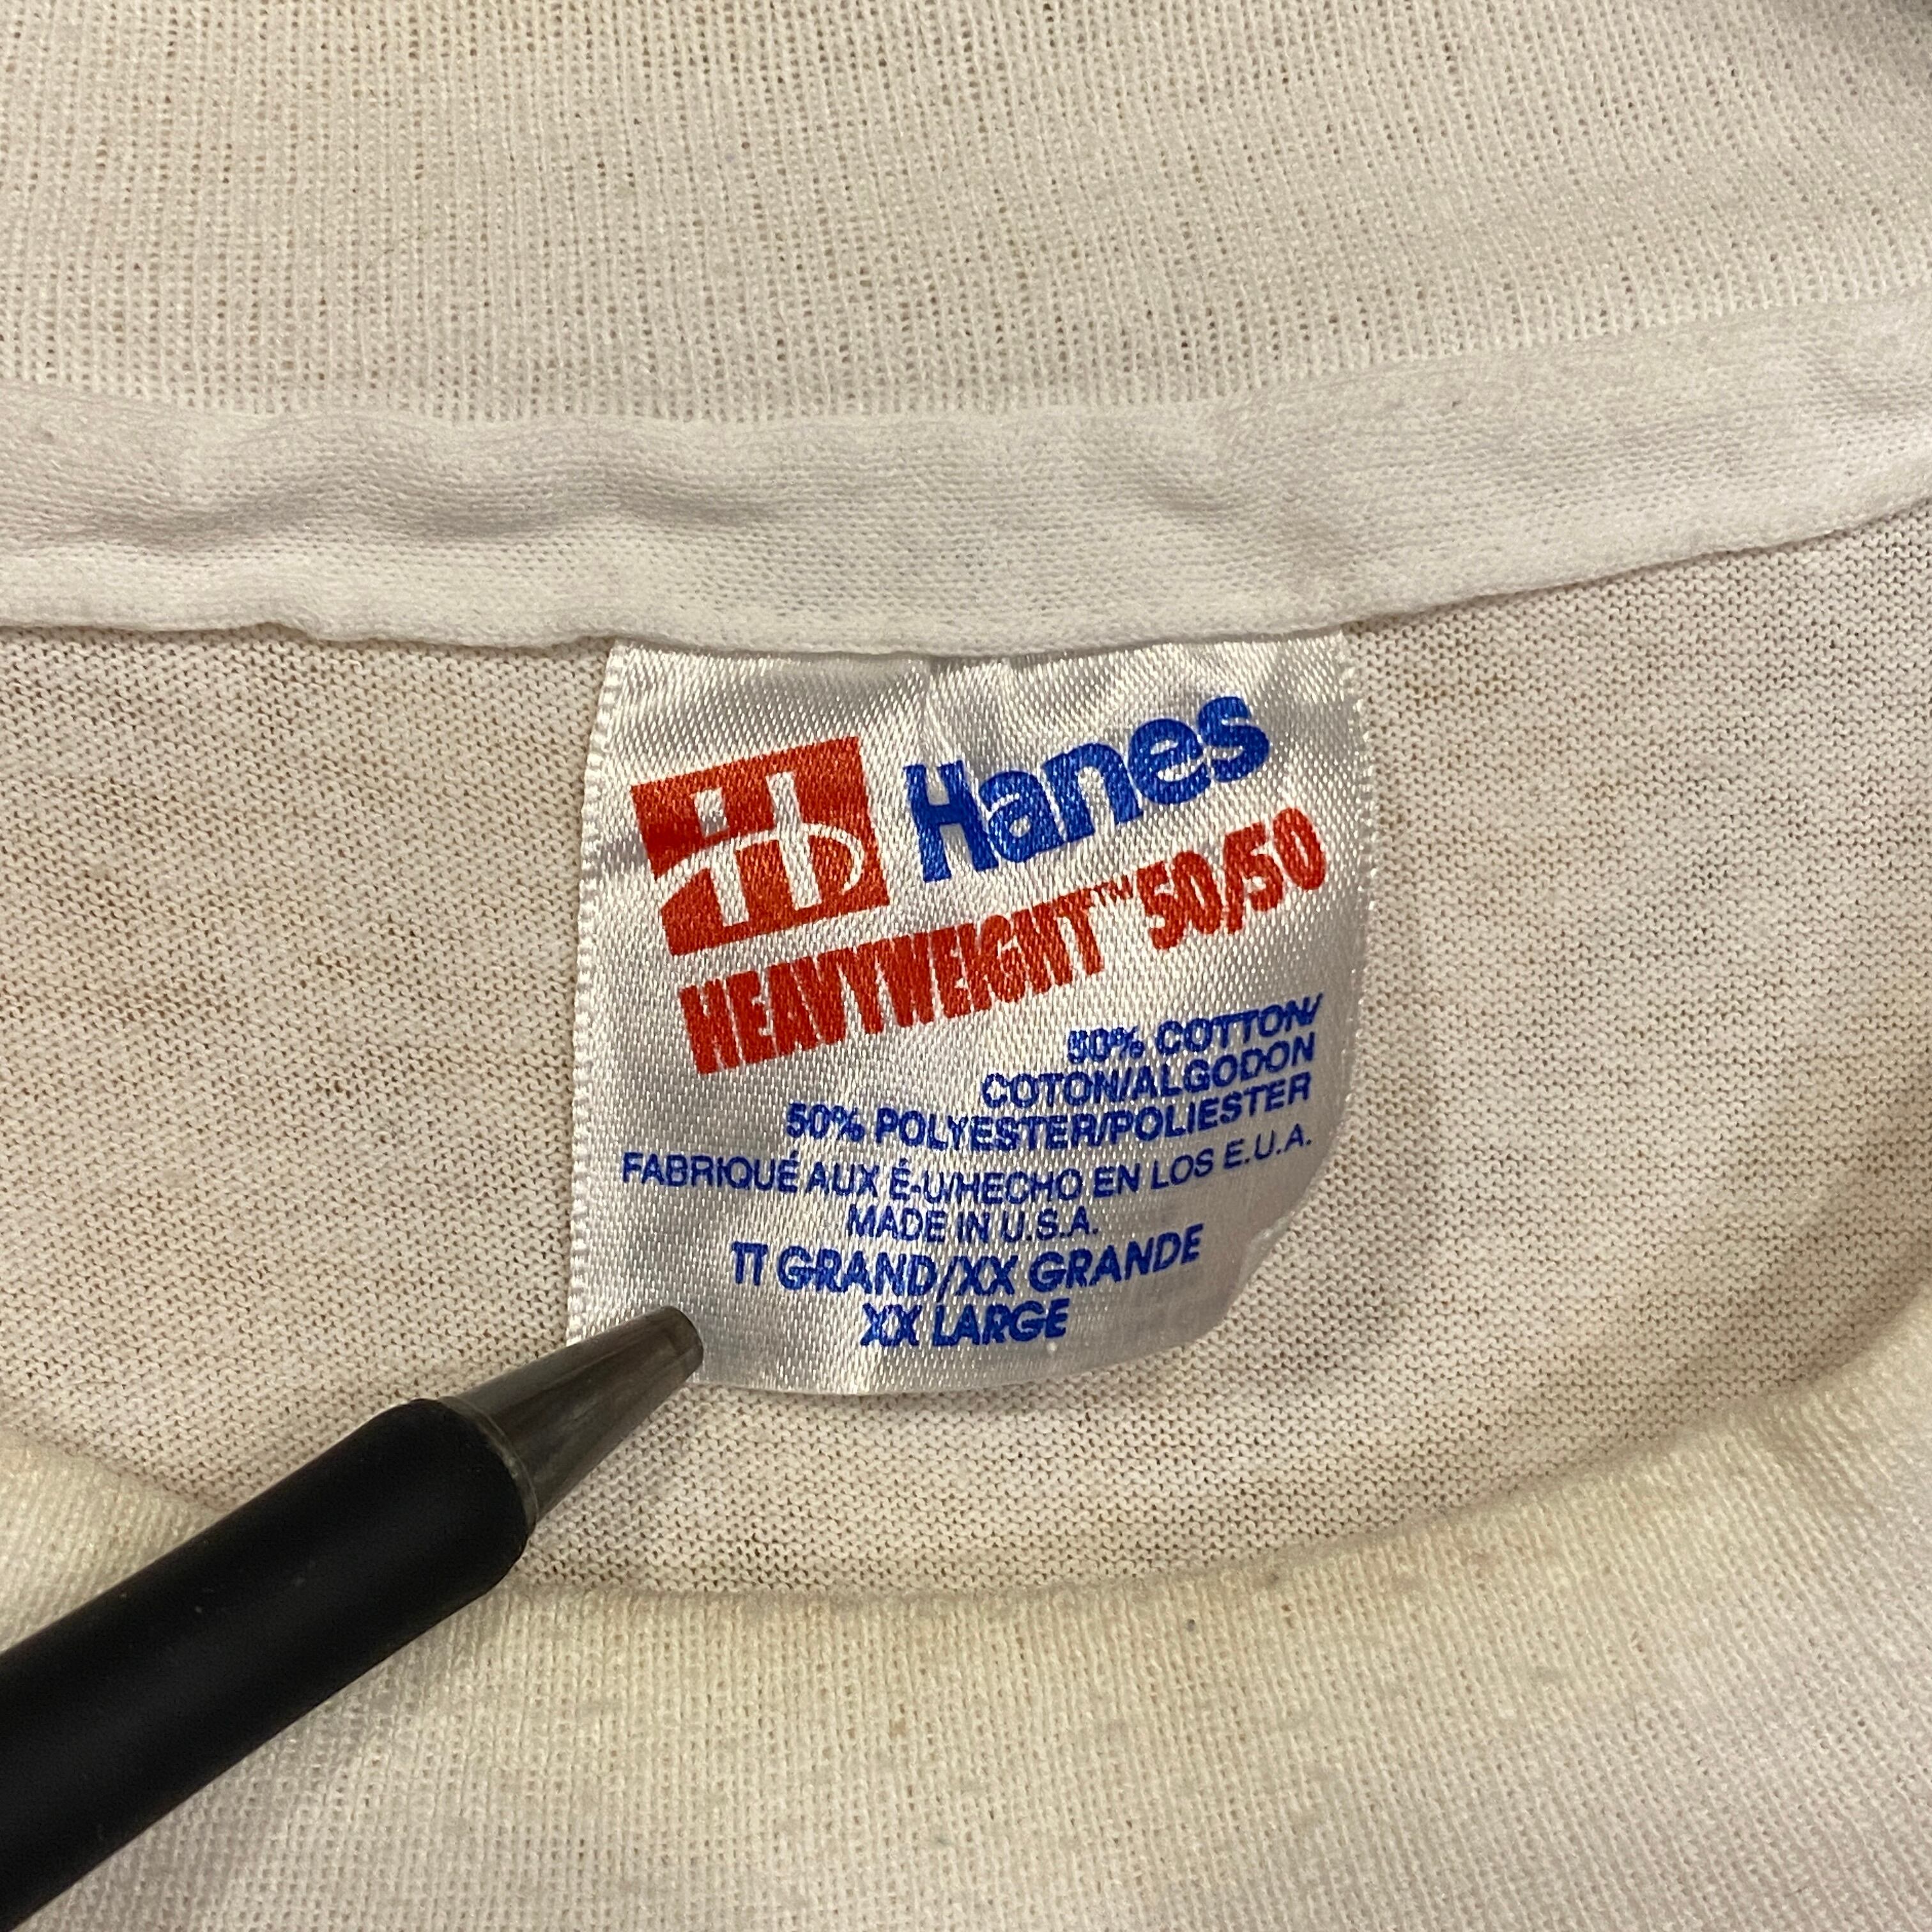 Hanes
HEAVYWEIGHT™ 50/50
50% COTTON/
COTON/ALGODON
50% POLYESTER/POLIESTER
FABRIQUÉ AUX É-U/HECHO EN LOS E.U.A.
MADE IN U.S.A.
TT GRAND/XX GRANDE
XX LARGE